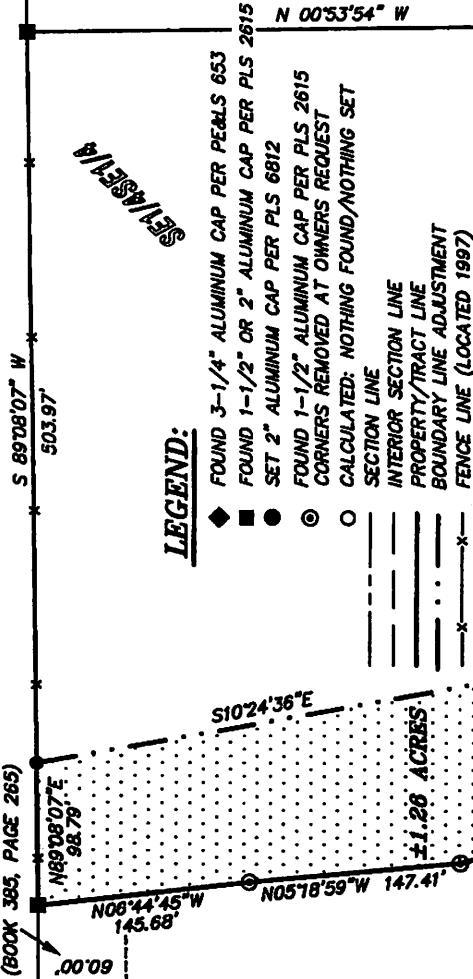 N 00°53'54" W
S 89°08'07" W
503.97'
SE1/4SE1/4
LEGEND:
FOUND 3-1/4" ALUMINUM CAP PER PE&LS 653
FOUND 1-1/2" OR 2" ALUMINUM CAP PER PLS 2615
SET 2" ALUMINUM CAP PER PLS 6812
FOUND 1-1/2" ALUMINUM CAP PER PLS 2615
CORNERS REMOVED AT OWNERS REQUEST
CALCULATED: NOTHING FOUND/NOTHING SET
SECTION LINE
INTERIOR SECTION LINE
PROPERTY/TRACT LINE
BOUNDARY LINE ADJUSTMENT
FENCE LINE (LOCATED 1997)
(BOOK 385, PAGE 265)
N89°08'07"E
98.79'
S10°24'36"E
±1.26 ACRES
N06°44'45"W
145.68'
N05°18'59"W 147.41'
60.00'